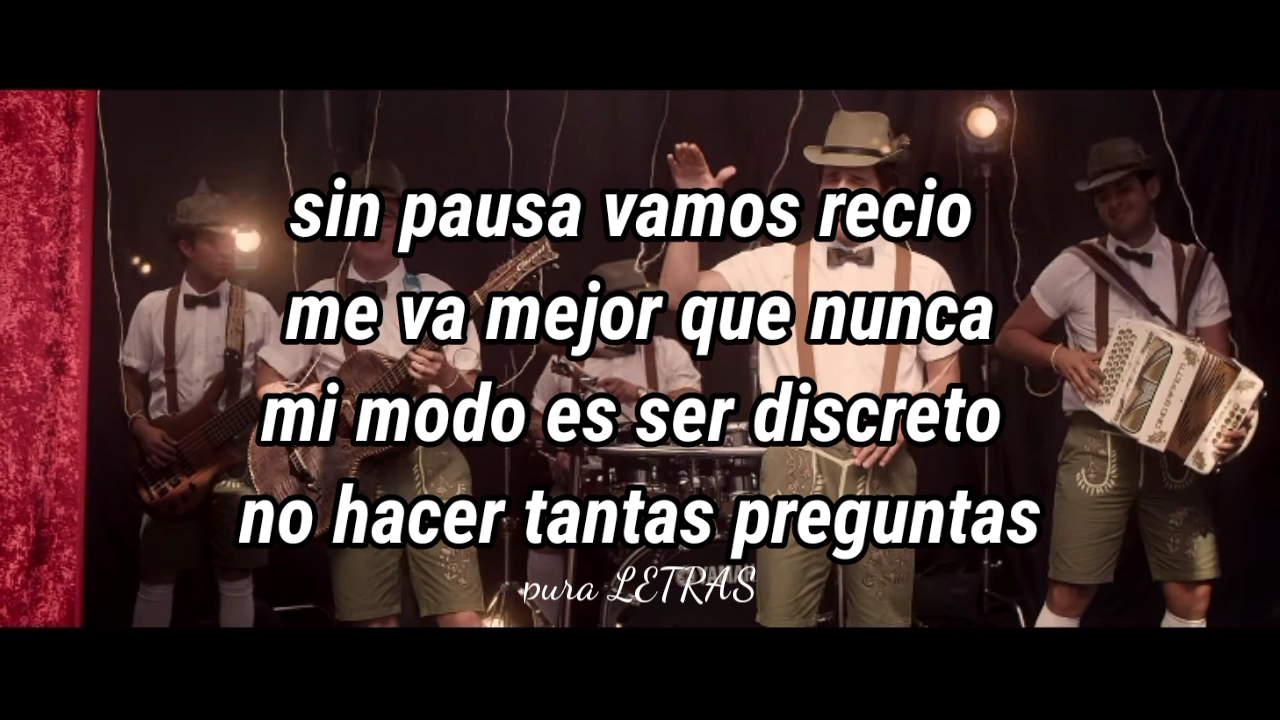 sin pausa vamos recio
me va mejor que nunca
mi modo es ser discreto
no hacer tantas preguntas
pura LETRAS